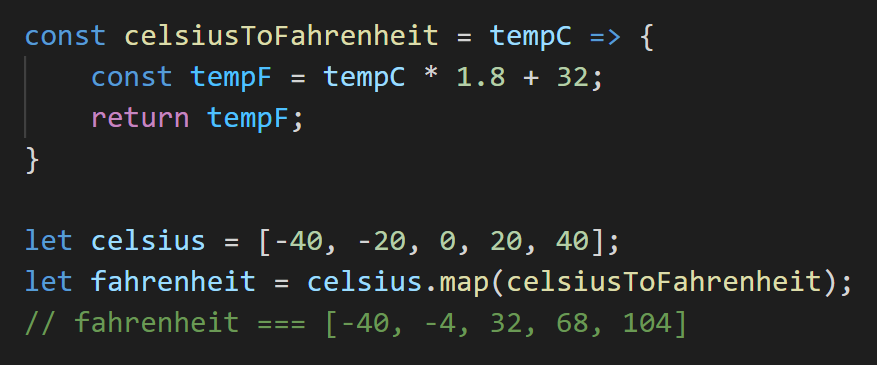 const celsiusToFahrenheit = tempC => {
    const tempF = tempC * 1.8 + 32;
    return tempF;
}

let celsius = [-40, -20, 0, 20, 40];
let fahrenheit = celsius.map(celsiusToFahrenheit);
// fahrenheit === [-40, -4, 32, 68, 104]